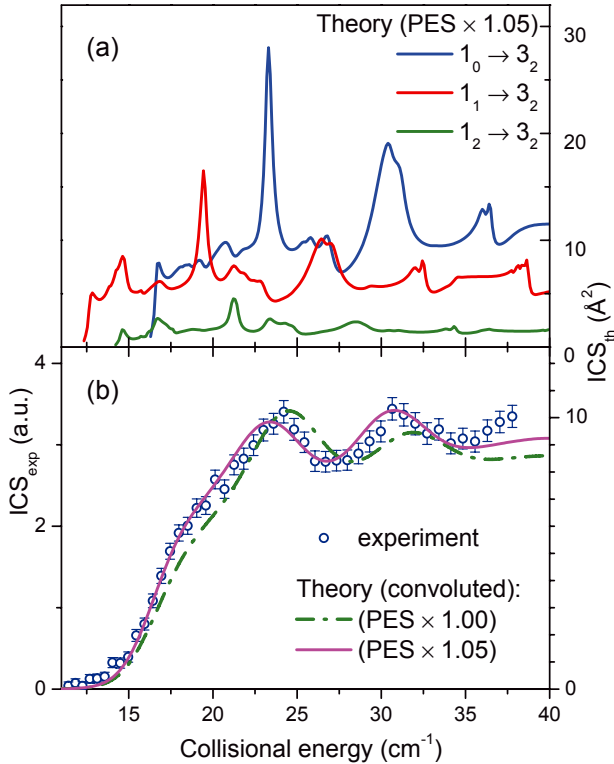 (a)
Theory (PES × 1.05)
1₀ → 3₂
1₁ → 3₂
1₂ → 3₂
30
20
10
0
ICS_th (Å²)
(b)
4
2
0
ICS_exp (a.u.)
10
0
experiment
Theory (convoluted):
(PES × 1.00)
(PES × 1.05)
15 20 25 30 35 40
Collisional energy (cm⁻¹)